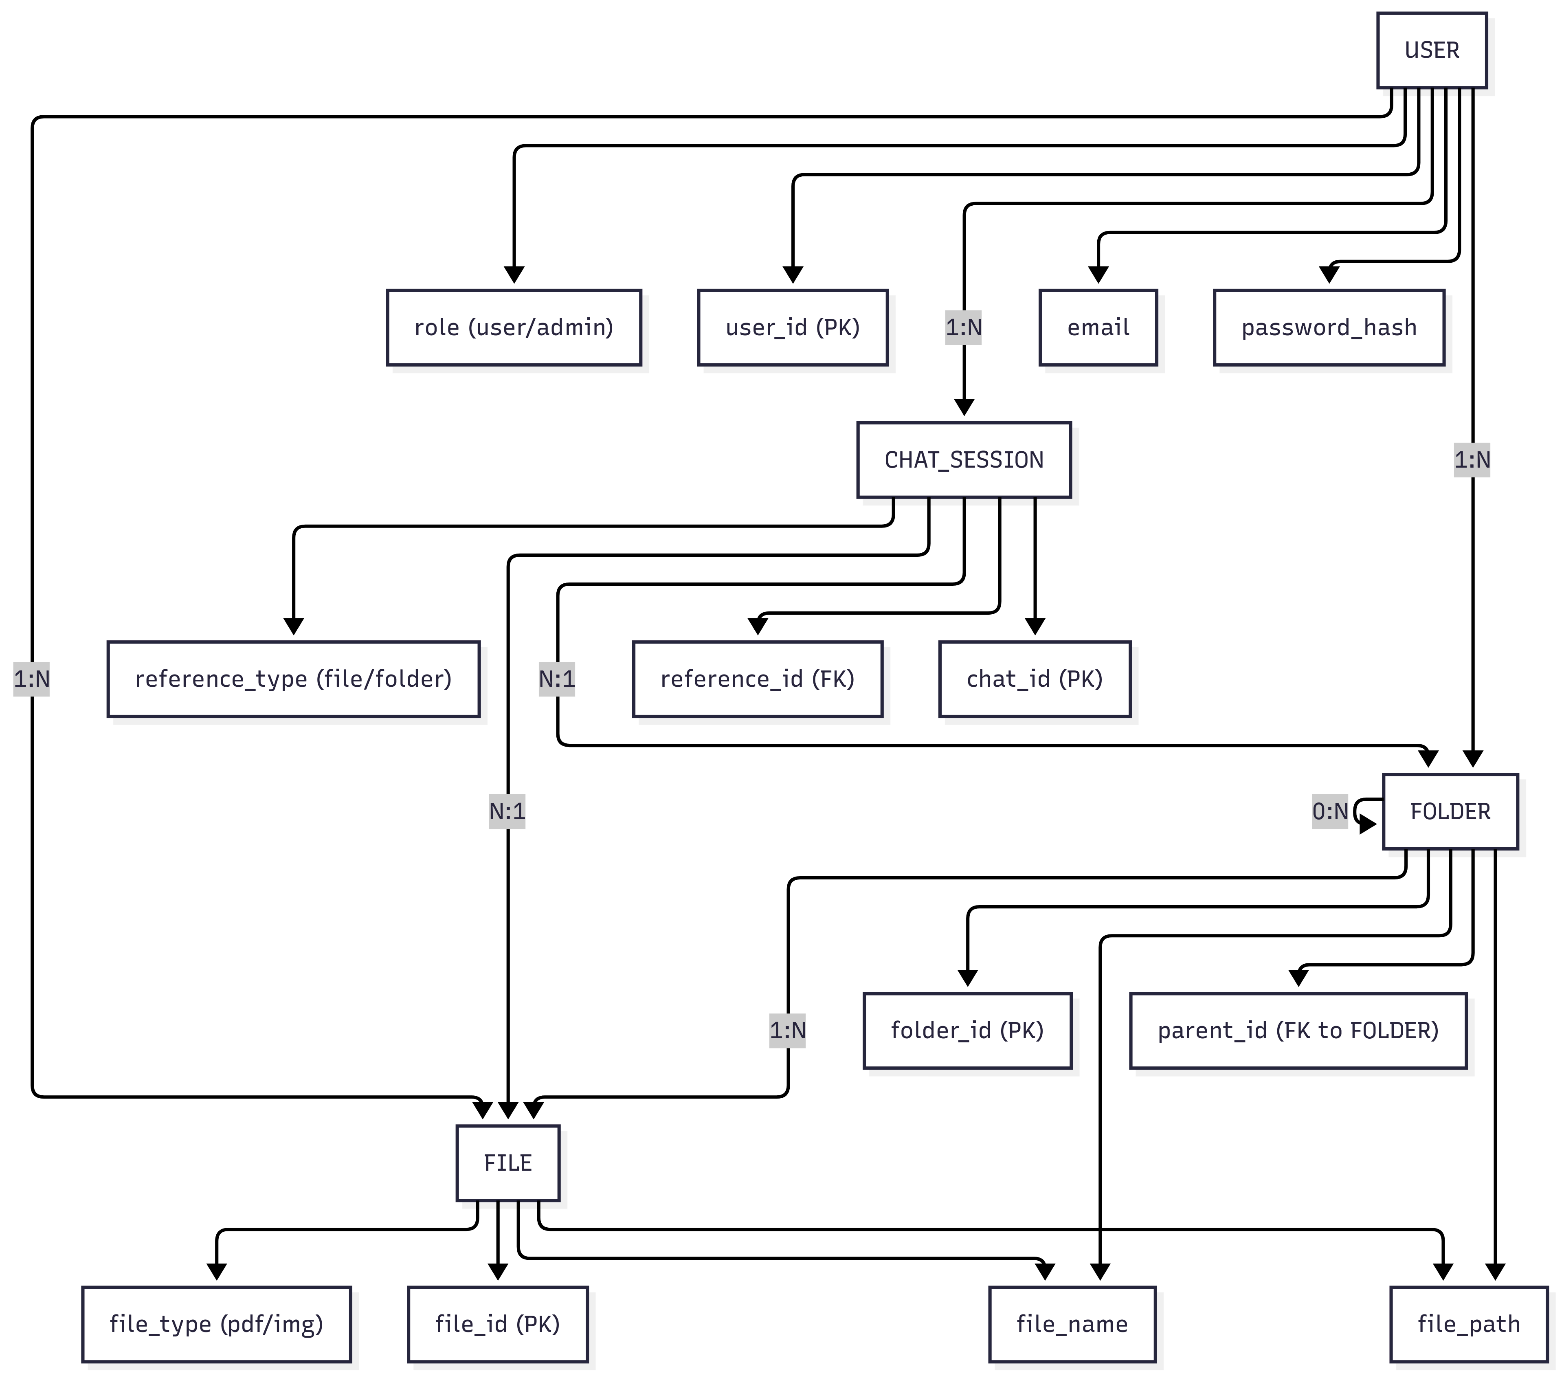 USER
role (user/admin)
user_id (PK)
1:N
email
password_hash
CHAT_SESSION
1:N
reference_type (file/folder)
reference_id (FK)
chat_id (PK)
1:N
N:1
N:1
0:N
FOLDER
folder_id (PK)
parent_id (FK to FOLDER)
1:N
FILE
file_type (pdf/img)
file_id (PK)
file_name
file_path